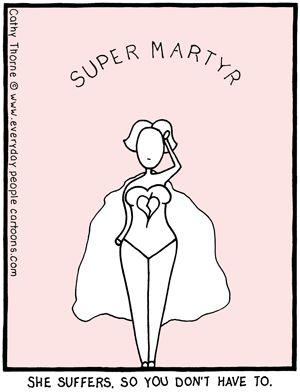 SUPER MARTYR
Cathy Thorne © www.everyday people cartoons.com
SHE SUFFERS, SO YOU DON'T HAVE TO.